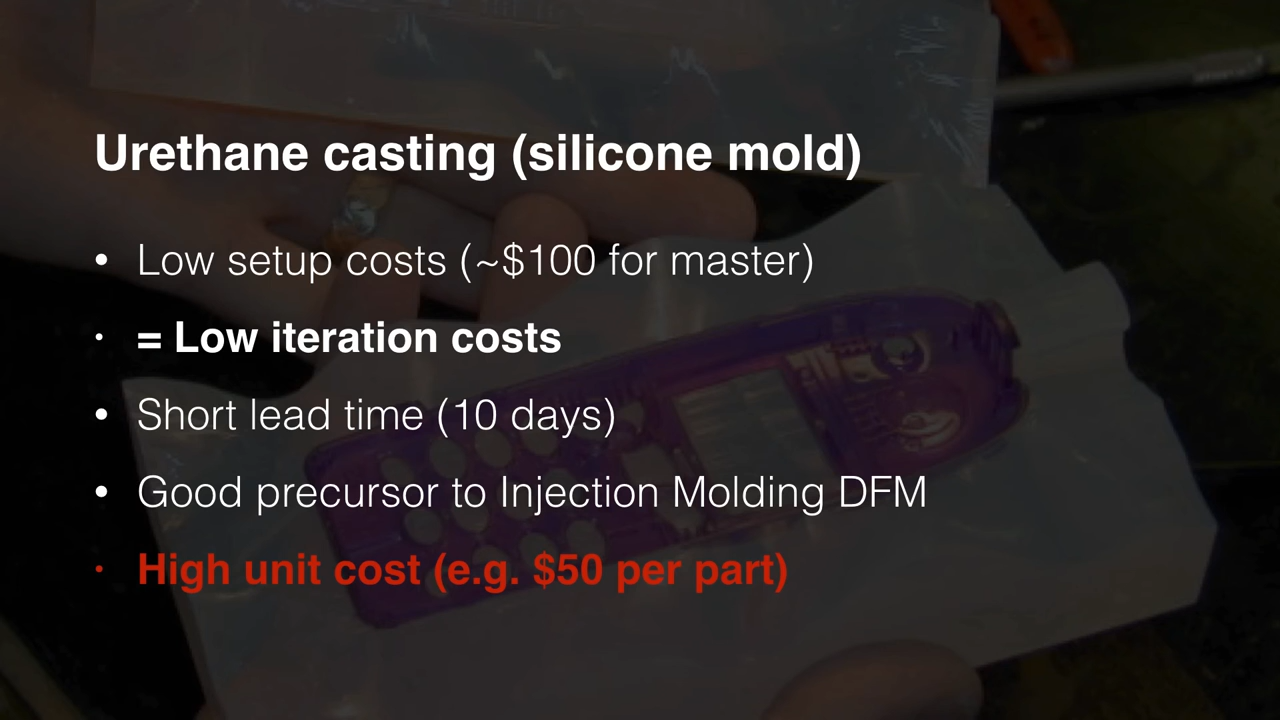 Urethane casting (silicone mold)
• Low setup costs (~$100 for master)
• = Low iteration costs
• Short lead time (10 days)
• Good precursor to Injection Molding DFM
• High unit cost (e.g. $50 per part)